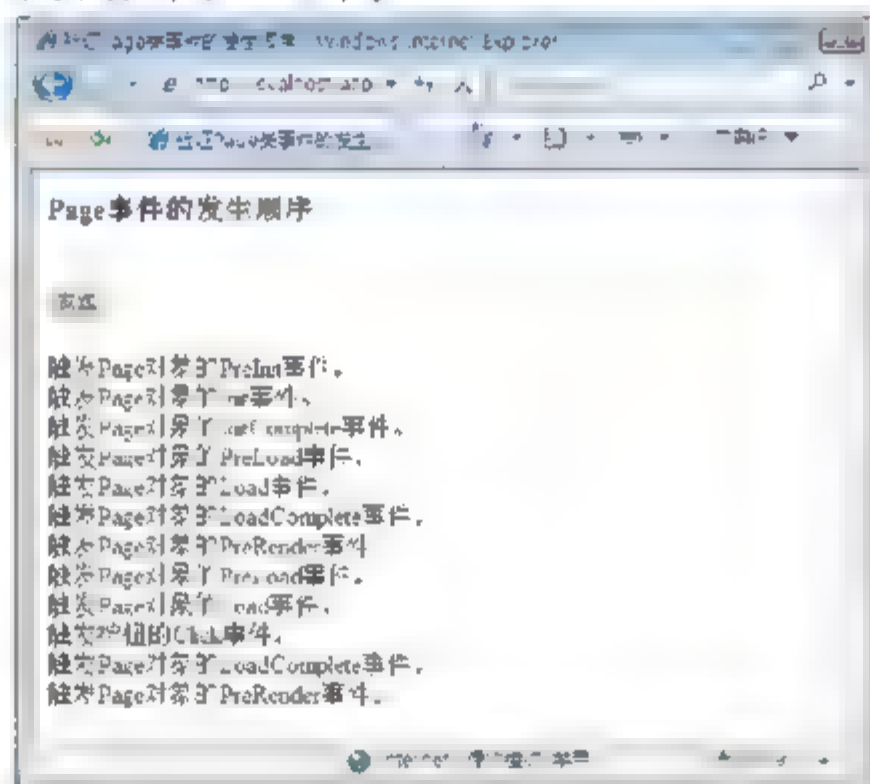 Windows Internet Explorer
Page事件的发生顺序
发送
触发Page对象的PreInit事件。
触发Page对象的Init事件。
触发Page对象的InitComplete事件。
触发Page对象的PreLoad事件。
触发Page对象的Load事件。
触发Page对象的LoadComplete事件。
触发Page对象的PreRender事件
触发Page对象的PreLoad事件。
触发Page对象的Load事件。
触发按钮的Click事件。
触发Page对象的LoadComplete事件。
触发Page对象的PreRender事件。